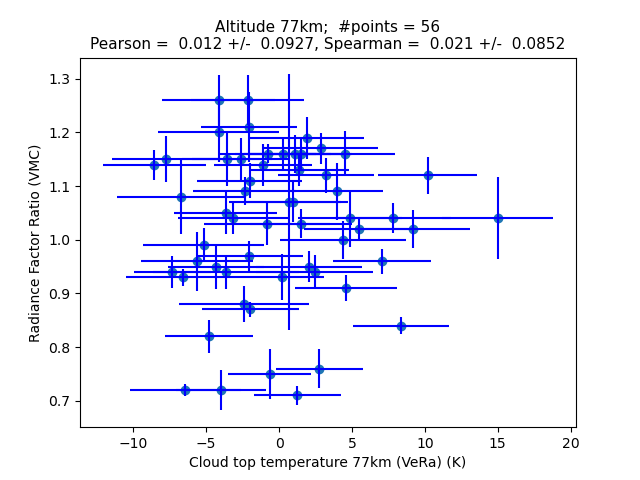 Altitude 77km;  #points = 56
Pearson =  0.012 +/-  0.0927, Spearman =  0.021 +/-  0.0852
Radiance Factor Ratio (VMC)
1.3
1.2
1.1
1.0
0.9
0.8
0.7
−10 −5 0 5 10 15 20
Cloud top temperature 77km (VeRa) (K)